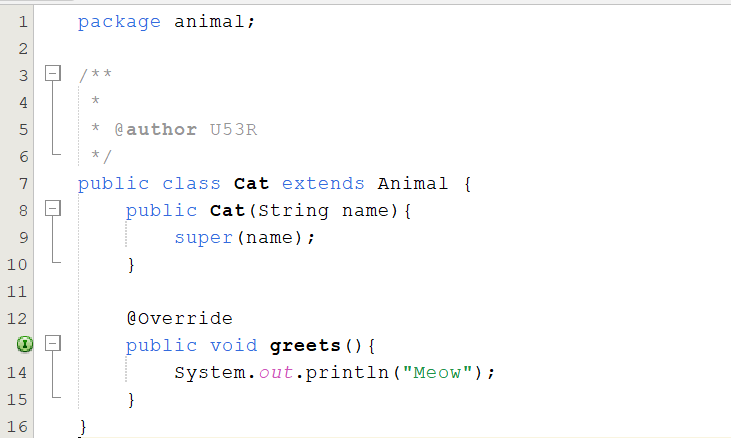 1 package animal;
2
3 /**
4 *
5 * @author U53R
6 */
7 public class Cat extends Animal {
8 public Cat(String name){
9 super(name);
10 }
11
12 @Override
public void greets(){
14 System.out.println("Meow");
15 }
16 }